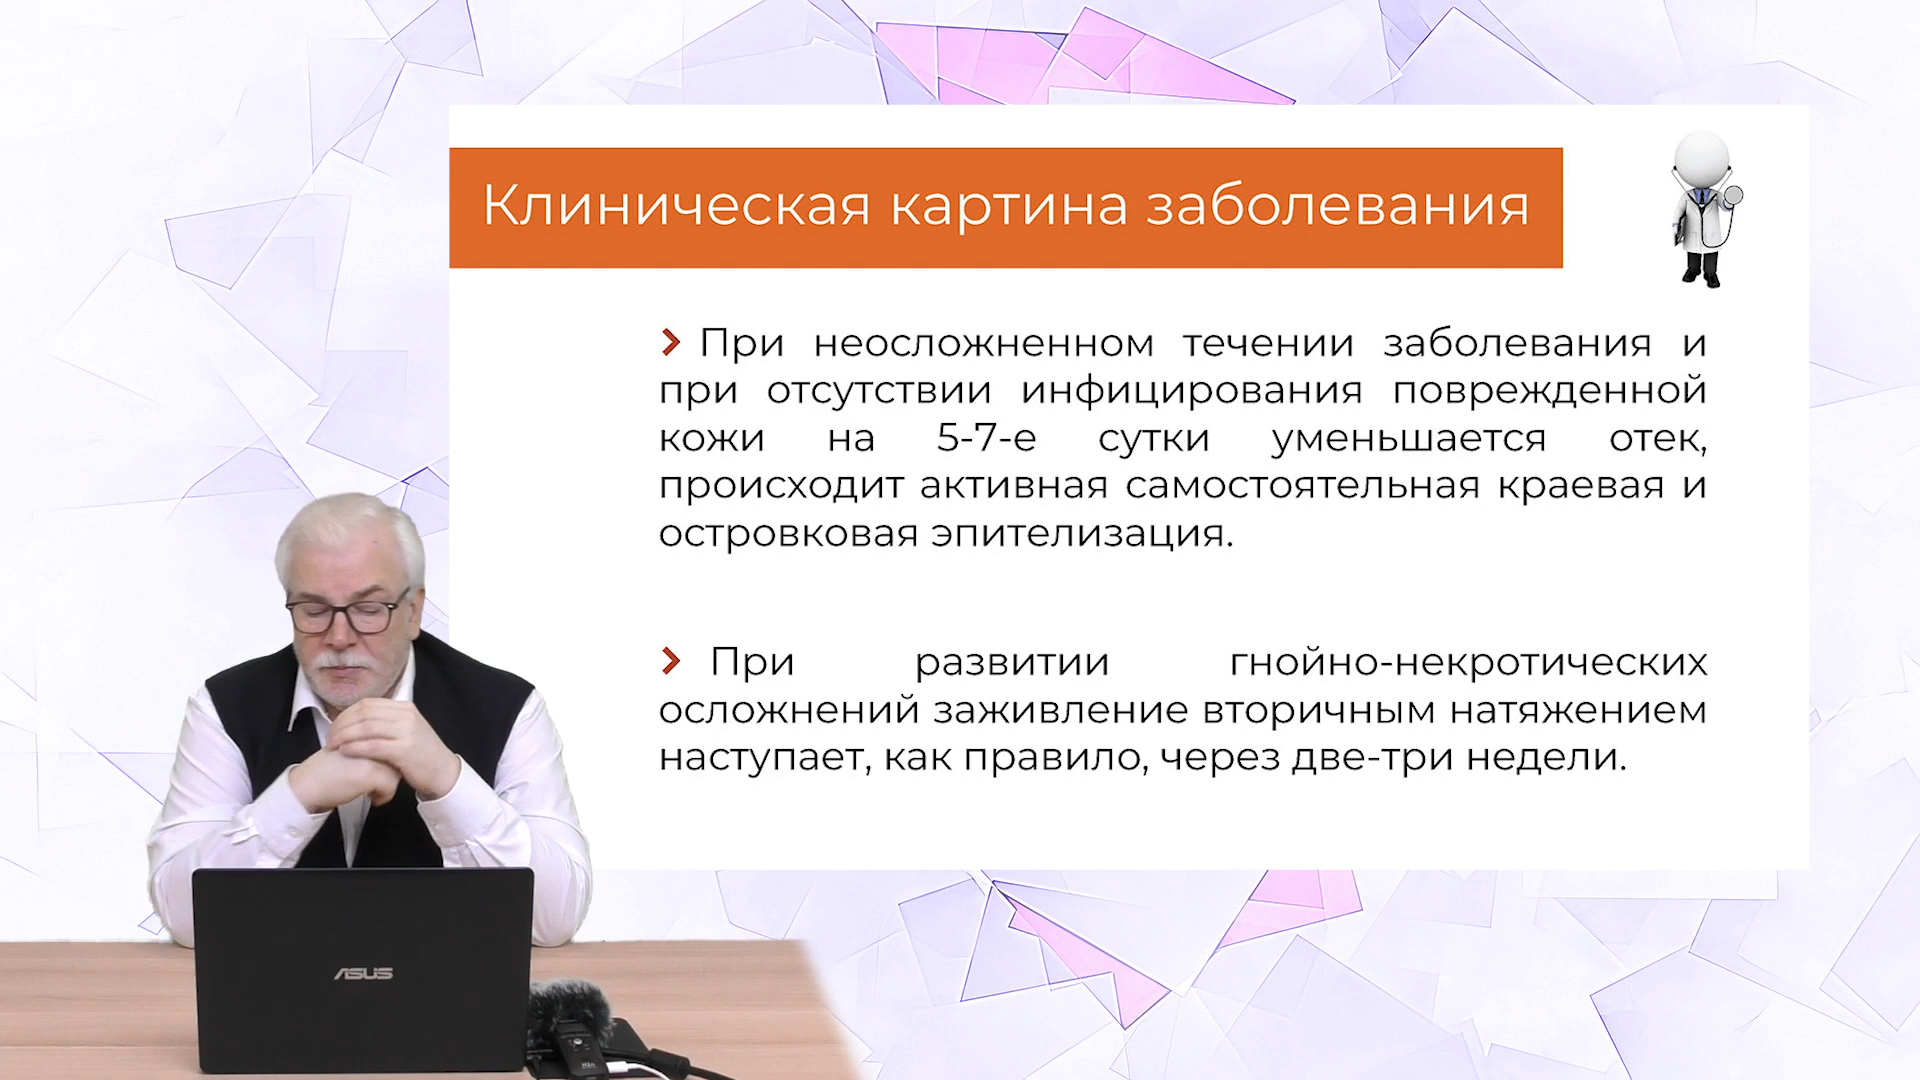 Клиническая картина заболевания
При неосложненном течении заболевания и
при отсутствии инфицирования поврежденной
кожи на 5-7-е сутки уменьшается отек,
происходит активная самостоятельная краевая и
островковая эпителизация.
При развитии гнойно-некротических
осложнений заживление вторичным натяжением
наступает, как правило, через две-три недели.
ASUS